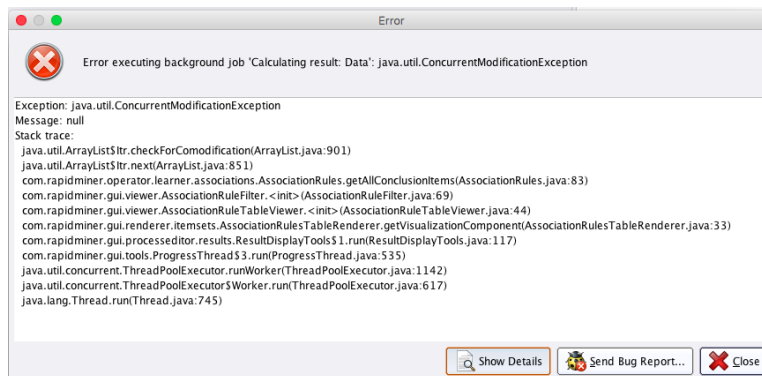 Error
Error executing background job 'Calculating result: Data': java.util.ConcurrentModificationException
Exception: java.util.ConcurrentModificationException
Message: null
Stack trace:
java.util.ArrayList$Itr.checkForComodification(ArrayList.java:901)
java.util.ArrayList$Itr.next(ArrayList.java:851)
com.rapidminer.operator.learner.associations.AssociationRules.getAllConclusionItems(AssociationRules.java:83)
com.rapidminer.gui.viewer.AssociationRuleFilter.<init>(AssociationRuleFilter.java:69)
com.rapidminer.gui.viewer.AssociationRuleTableViewer.<init>(AssociationRuleTableViewer.java:44)
com.rapidminer.gui.renderer.itemsets.AssociationRulesTableRenderer.getVisualizationComponent(AssociationRulesTableRenderer.java:33)
com.rapidminer.gui.processeditor.results.ResultDisplayTools$1.run(ResultDisplayTools.java:117)
com.rapidminer.gui.tools.ProgressThread$3.run(ProgressThread.java:535)
java.util.concurrent.ThreadPoolExecutor.runWorker(ThreadPoolExecutor.java:1142)
java.util.concurrent.ThreadPoolExecutor$Worker.run(ThreadPoolExecutor.java:617)
java.lang.Thread.run(Thread.java:745)
Show Details Send Bug Report... Close